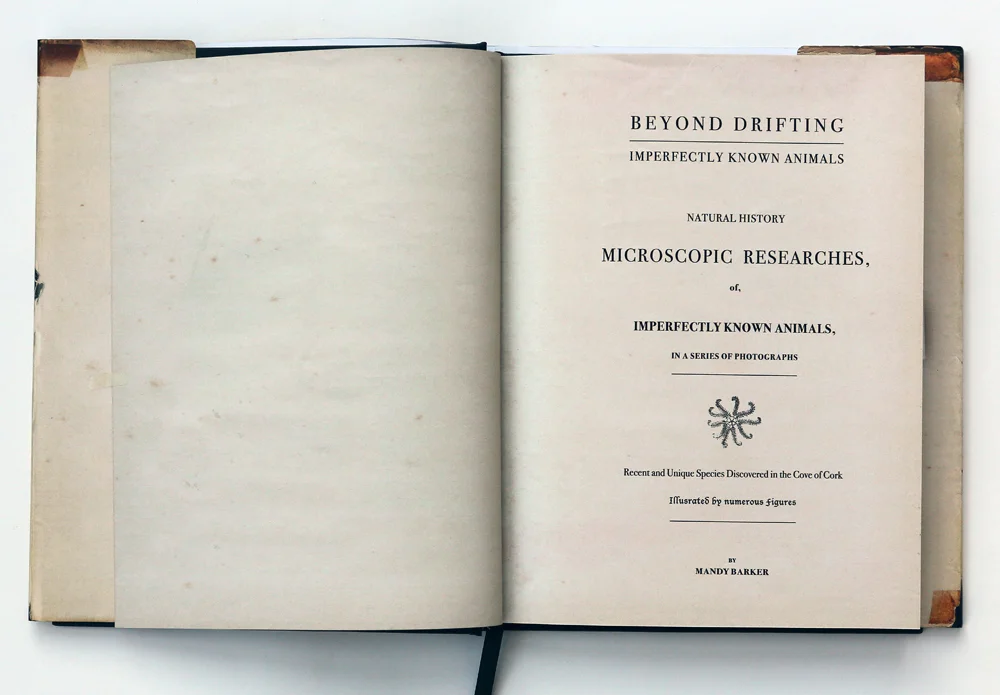 BEYOND DRIFTING
IMPERFECTLY KNOWN ANIMALS
NATURAL HISTORY
MICROSCOPIC RESEARCHES,
of,
IMPERFECTLY KNOWN ANIMALS,
IN A SERIES OF PHOTOGRAPHS
Recent and Unique Species Discovered in the Cove of Cork
Illusrated by numerous figures
BY
MANDY BARKER